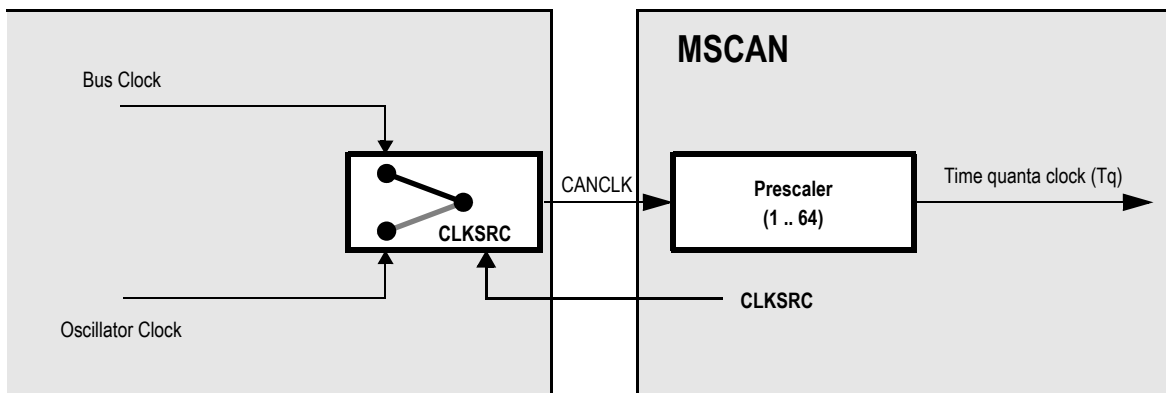 MSCAN
Bus Clock
CANCLK
Prescaler
(1 .. 64)
Time quanta clock (Tq)
CLKSRC
CLKSRC
Oscillator Clock